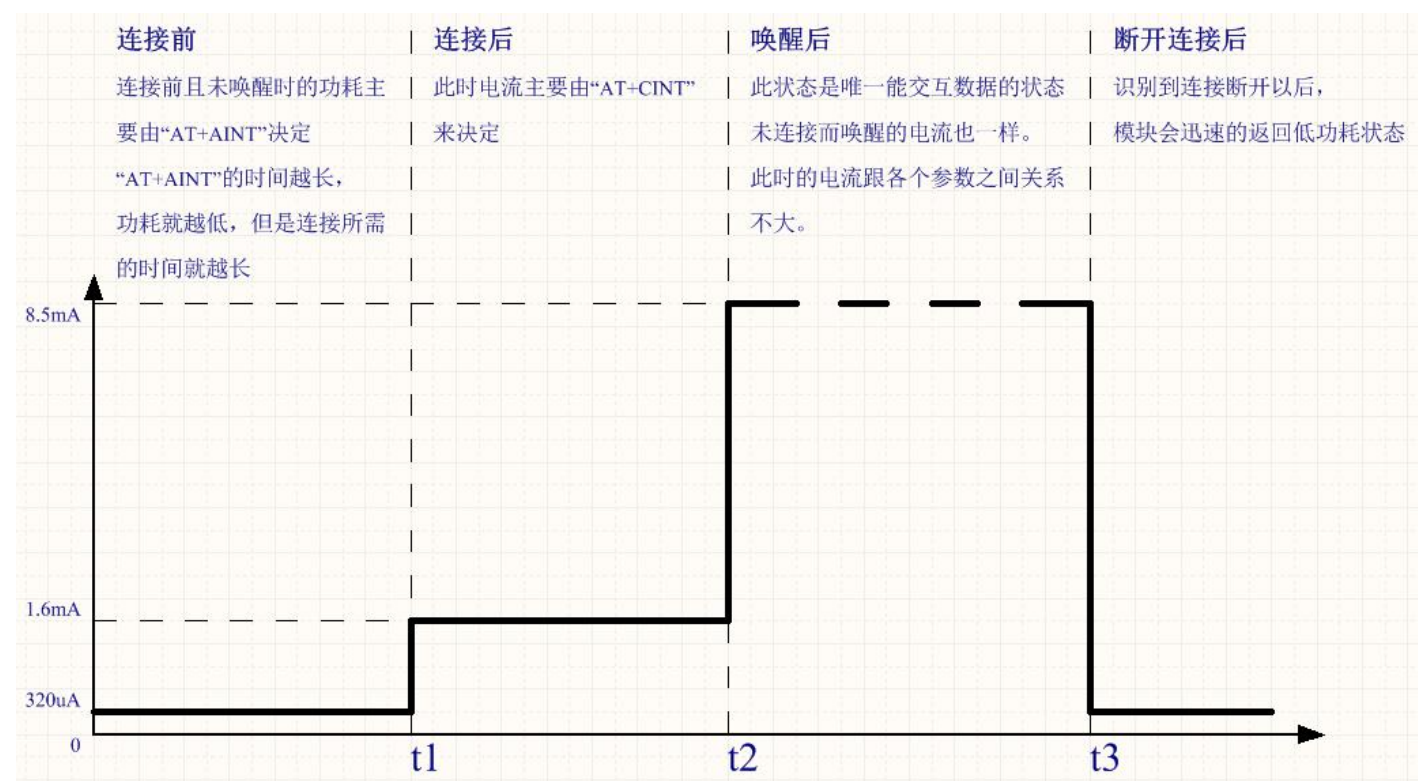 连接前
连接前且未唤醒时的功耗主
要由“AT+AINT”决定
“AT+AINT”的时间越长，
功耗就越低，但是连接所需
的时间就越长
连接后
此时电流主要由“AT+CINT”
来决定
唤醒后
此状态是唯一能交互数据的状态
未连接而唤醒的电流也一样。
此时的电流跟各个参数之间关系
不大。
断开连接后
识别到连接断开以后，
模块会迅速的返回低功耗状态
8.5mA
1.6mA
320uA
0
t1
t2
t3